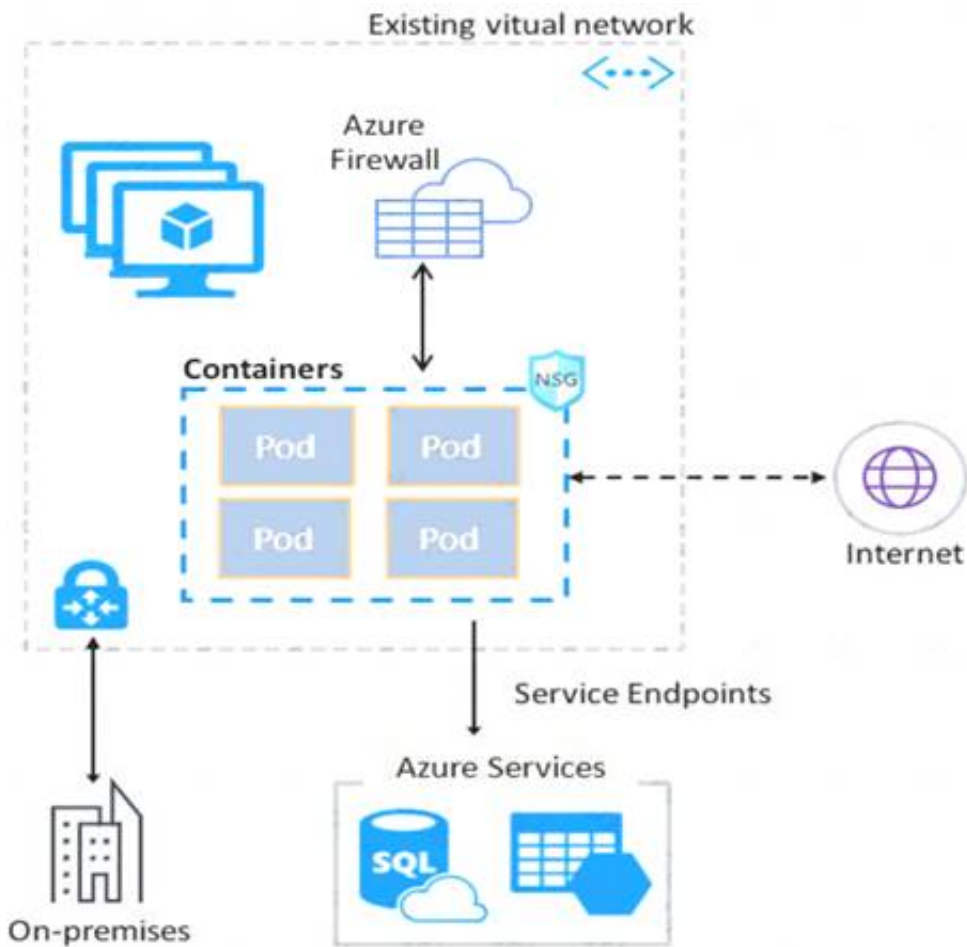 Existing vitual network
Azure
Firewall
Containers
NSG
Pod Pod
Pod Pod
Internet
Service Endpoints
Azure Services
SQL
On-premises